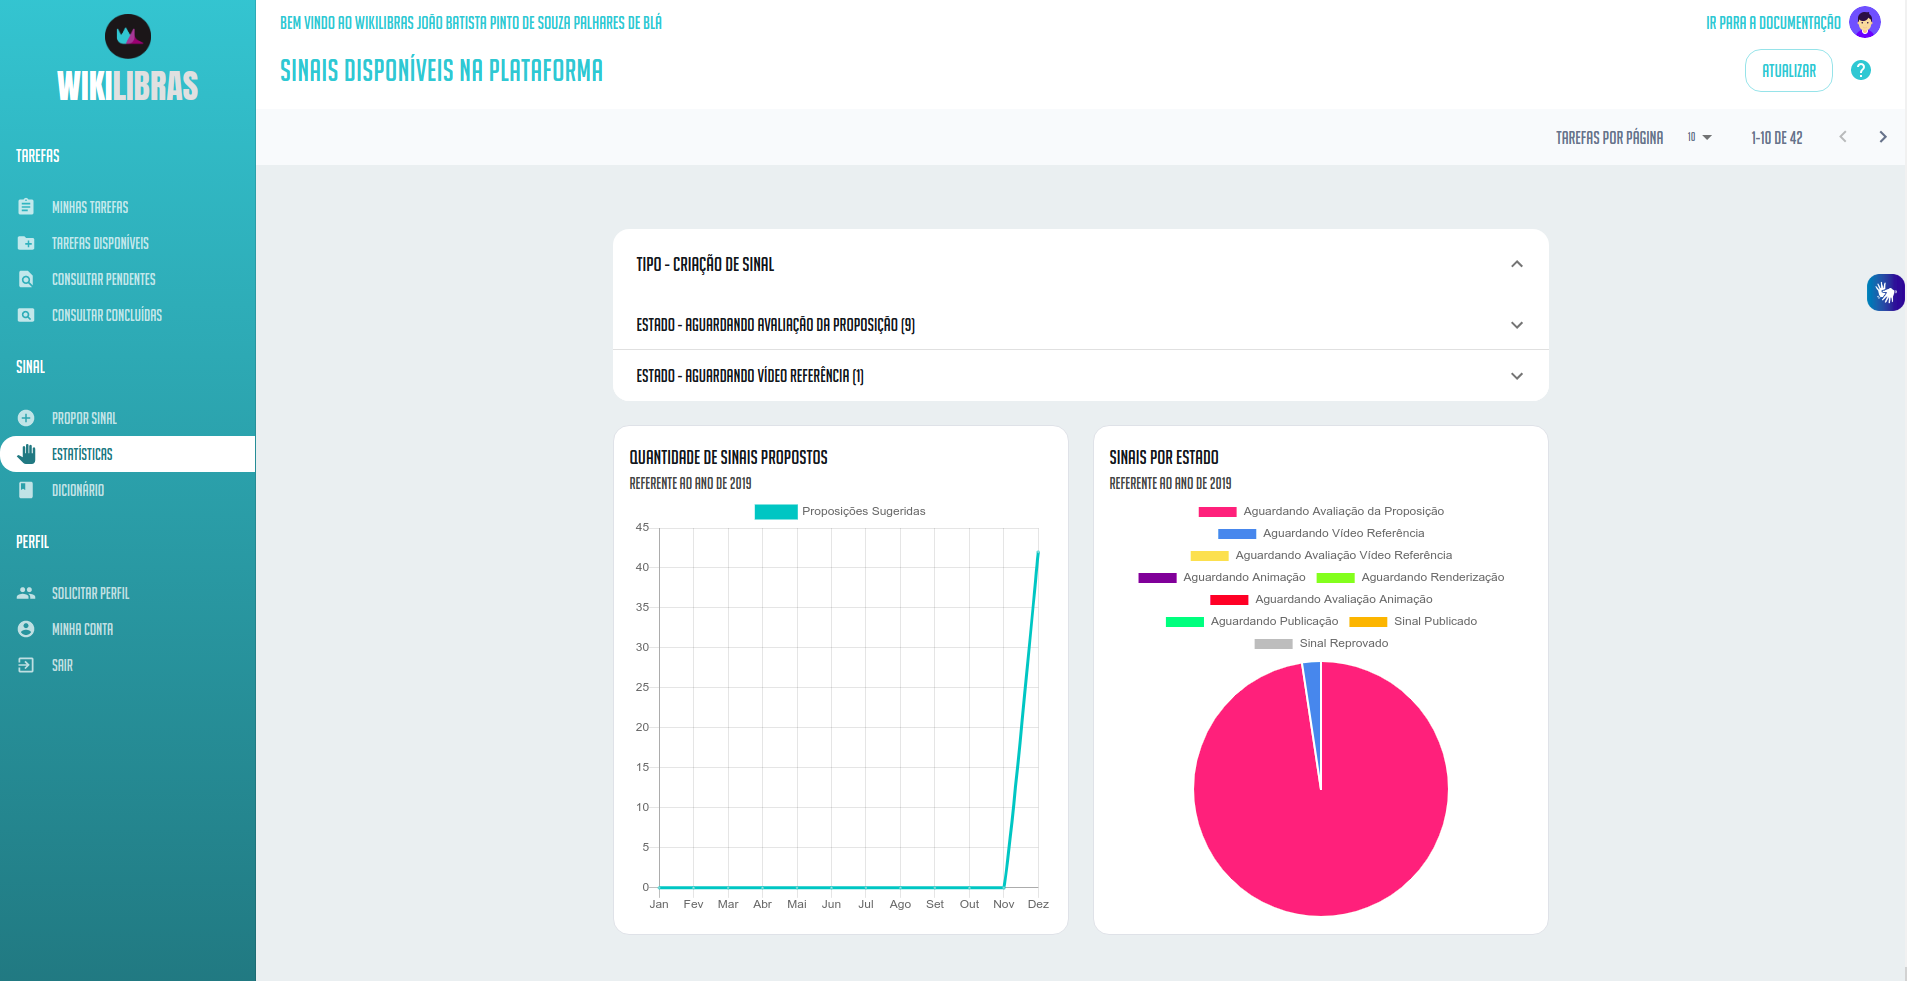 WIKILIBRAS
TAREFAS
MINHAS TAREFAS
TAREFAS DISPONÍVEIS
CONSULTAR PENDENTES
CONSULTAR CONCLUÍDAS
SINAL
PROPOR SINAL
ESTATÍSTICAS
DICIONÁRIO
PERFIL
SOLICITAR PERFIL
MINHA CONTA
SAIR
BEM VINDO AO WIKILIBRAS JOÃO BATISTA PINTO DE SOUZA PALHARES DE BLÁ
IR PARA A DOCUMENTAÇÃO
SINAIS DISPONÍVEIS NA PLATAFORMA
ATUALIZAR
?
TAREFAS POR PÁGINA 10 1-10 DE 42
TIPO - CRIAÇÃO DE SINAL
ESTADO - AGUARDANDO AVALIAÇÃO DA PROPOSIÇÃO (9)
ESTADO - AGUARDANDO VÍDEO REFERÊNCIA (1)
QUANTIDADE DE SINAIS PROPOSTOS
REFERENTE AO ANO DE 2019
Proposições Sugeridas
45
40
35
30
25
20
15
10
5
0
Jan Fev Mar Abr Mai Jun Jul Ago Set Out Nov Dez
SINAIS POR ESTADO
REFERENTE AO ANO DE 2019
Aguardando Avaliação da Proposição
Aguardando Vídeo Referência
Aguardando Avaliação Vídeo Referência
Aguardando Animação Aguardando Renderização
Aguardando Avaliação Animação
Aguardando Publicação Sinal Publicado
Sinal Reprovado